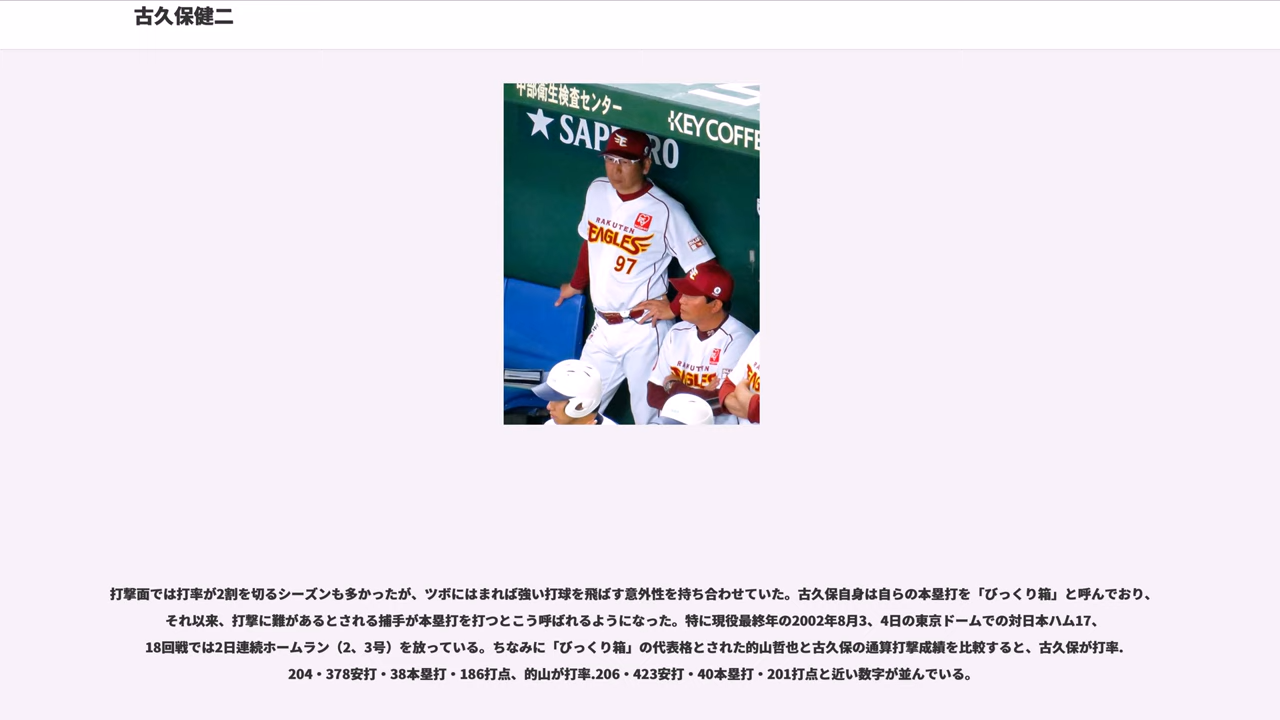 古久保健二
中部衛生検査センター
KEY COFFE
SAP RO
RAKUTEN
EAGLES
97
RAKUTEN
EAGLES
打撃面では打率が2割を切るシーズンも多かったが、ツボにはまれば強い打球を飛ばす意外性を持ち合わせていた。古久保自身は自らの本塁打を「びっくり箱」と呼んでおり、
それ以来、打撃に難があるとされる捕手が本塁打を打つとこう呼ばれるようになった。特に現役最終年の2002年8月3、4日の東京ドームでの対日本ハム17、
18回戦では2日連続ホームラン（2、3号）を放っている。ちなみに「びっくり箱」の代表格とされた的山哲也と古久保の通算打撃成績を比較すると、古久保が打率.
204・378安打・38本塁打・186打点、的山が打率.206・423安打・40本塁打・201打点と近い数字が並んでいる。